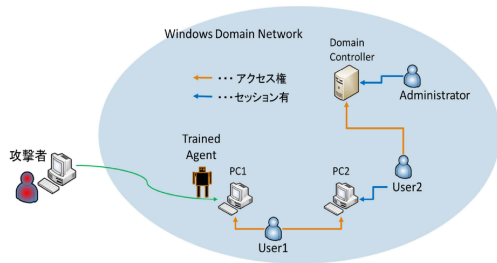 Windows Domain Network
Domain
Controller
・・・ アクセス権
・・・ セッション有
Administrator
攻撃者
Trained
Agent
PC1
PC2
User2
User1